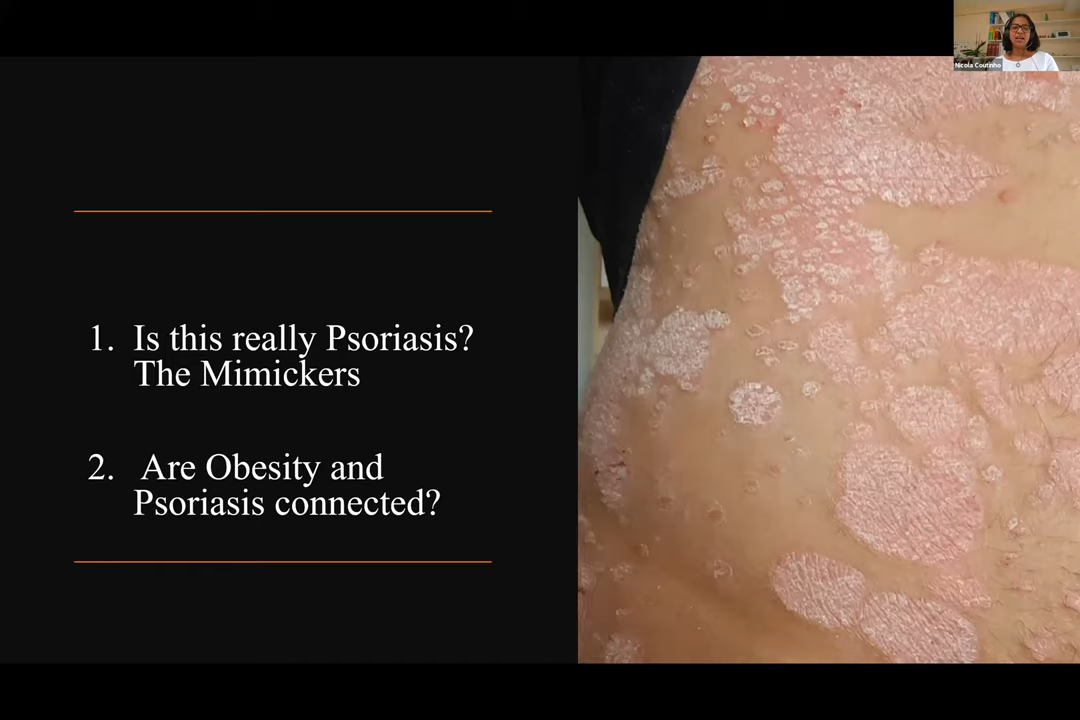 Nicola Coutinho
1. Is this really Psoriasis?
The Mimickers
2. Are Obesity and
Psoriasis connected?